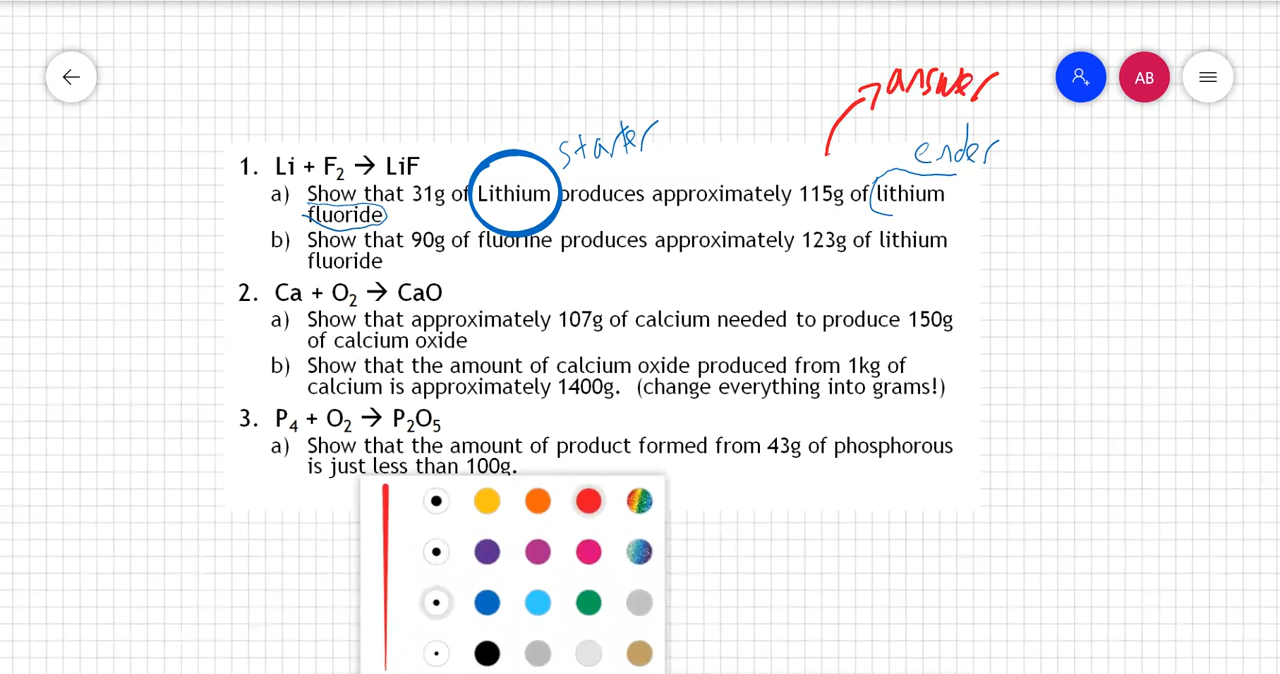 answer
AB
starter
ender
1. Li + F₂ → LiF
a) Show that 31g of Lithium produces approximately 115g of lithium
fluoride
b) Show that 90g of fluorine produces approximately 123g of lithium
fluoride
2. Ca + O₂ → CaO
a) Show that approximately 107g of calcium needed to produce 150g
of calcium oxide
b) Show that the amount of calcium oxide produced from 1kg of
calcium is approximately 1400g. (change everything into grams!)
3. P₄ + O₂ → P₂O₅
a) Show that the amount of product formed from 43g of phosphorous
is just less than 100g.